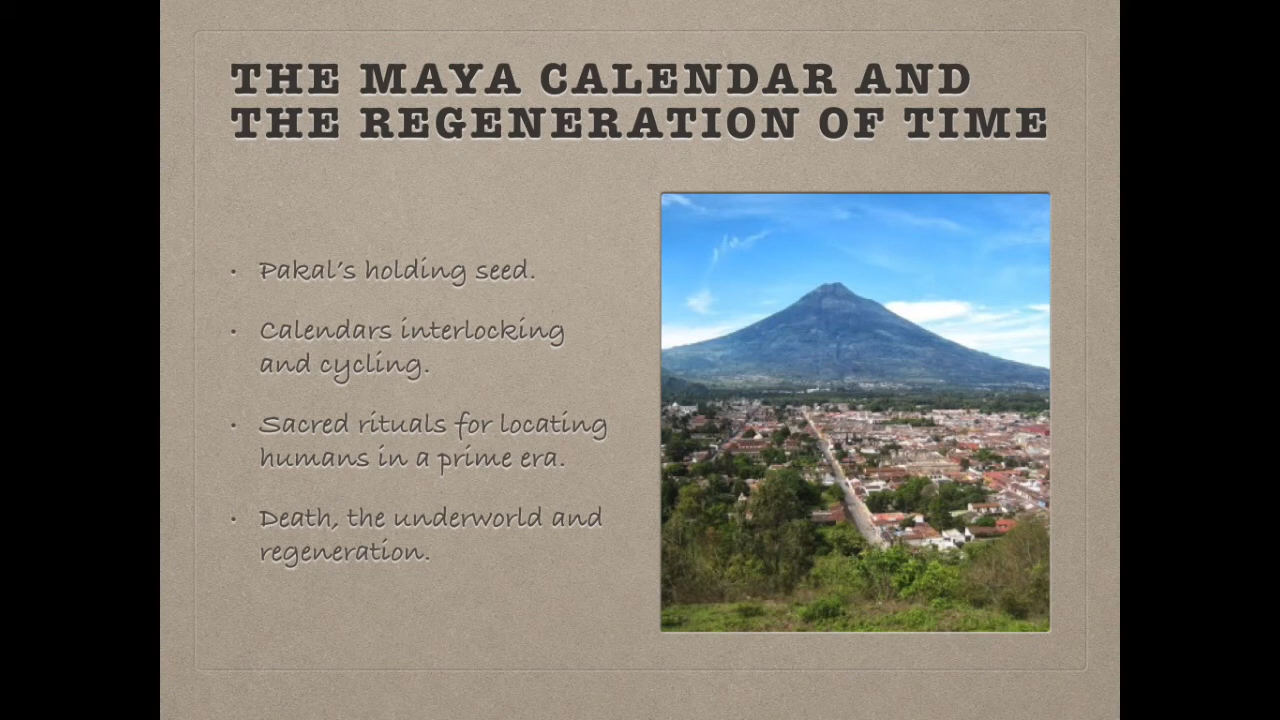 THE MAYA CALENDAR AND
THE REGENERATION OF TIME
• Pakal's holding seed.
• Calendars interlocking
and cycling.
• Sacred rituals for locating
humans in a prime era.
• Death, the underworld and
regeneration.